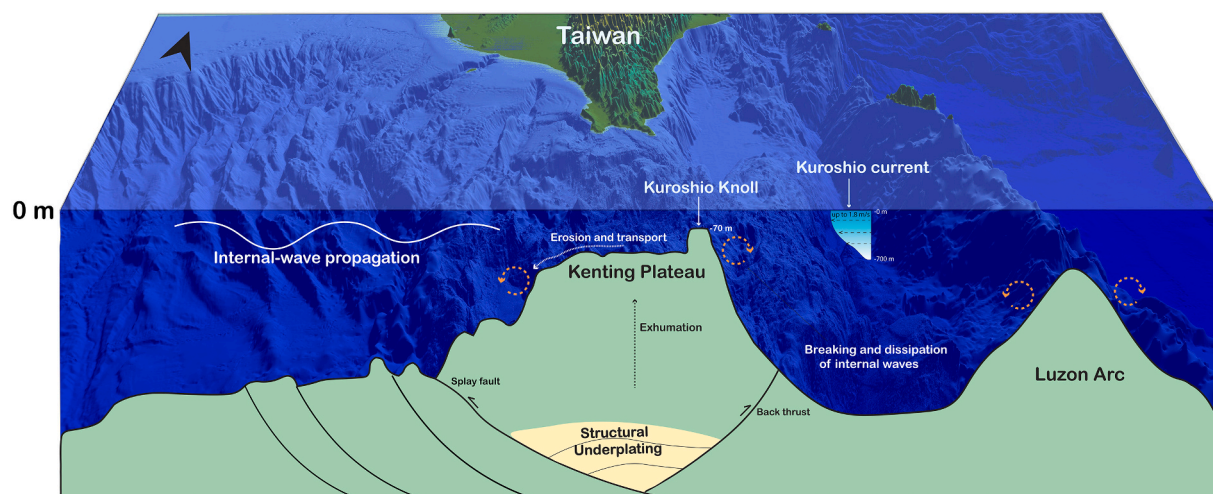 Taiwan
Kuroshio current
Kuroshio Knoll
0 m
up to 1.8 m/s
-0 m
-70 m
Erosion and transport
Internal-wave propagation
-700 m
Kenting Plateau
Exhumation
Breaking and dissipation
of internal waves
Luzon Arc
Splay fault
Back thrust
Structural
Underplating